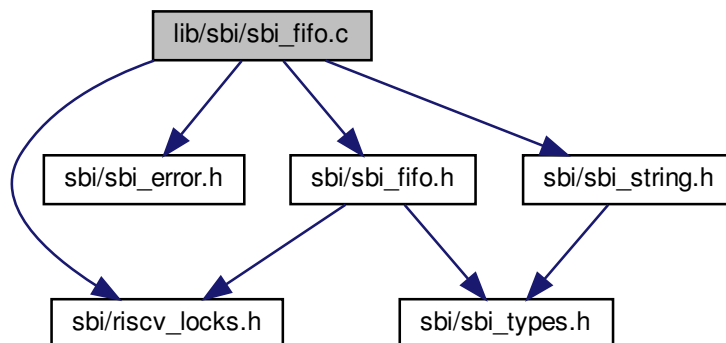 lib/sbi/sbi_fifo.c
sbi/sbi_error.h
sbi/sbi_fifo.h
sbi/sbi_string.h
sbi/riscv_locks.h
sbi/sbi_types.h